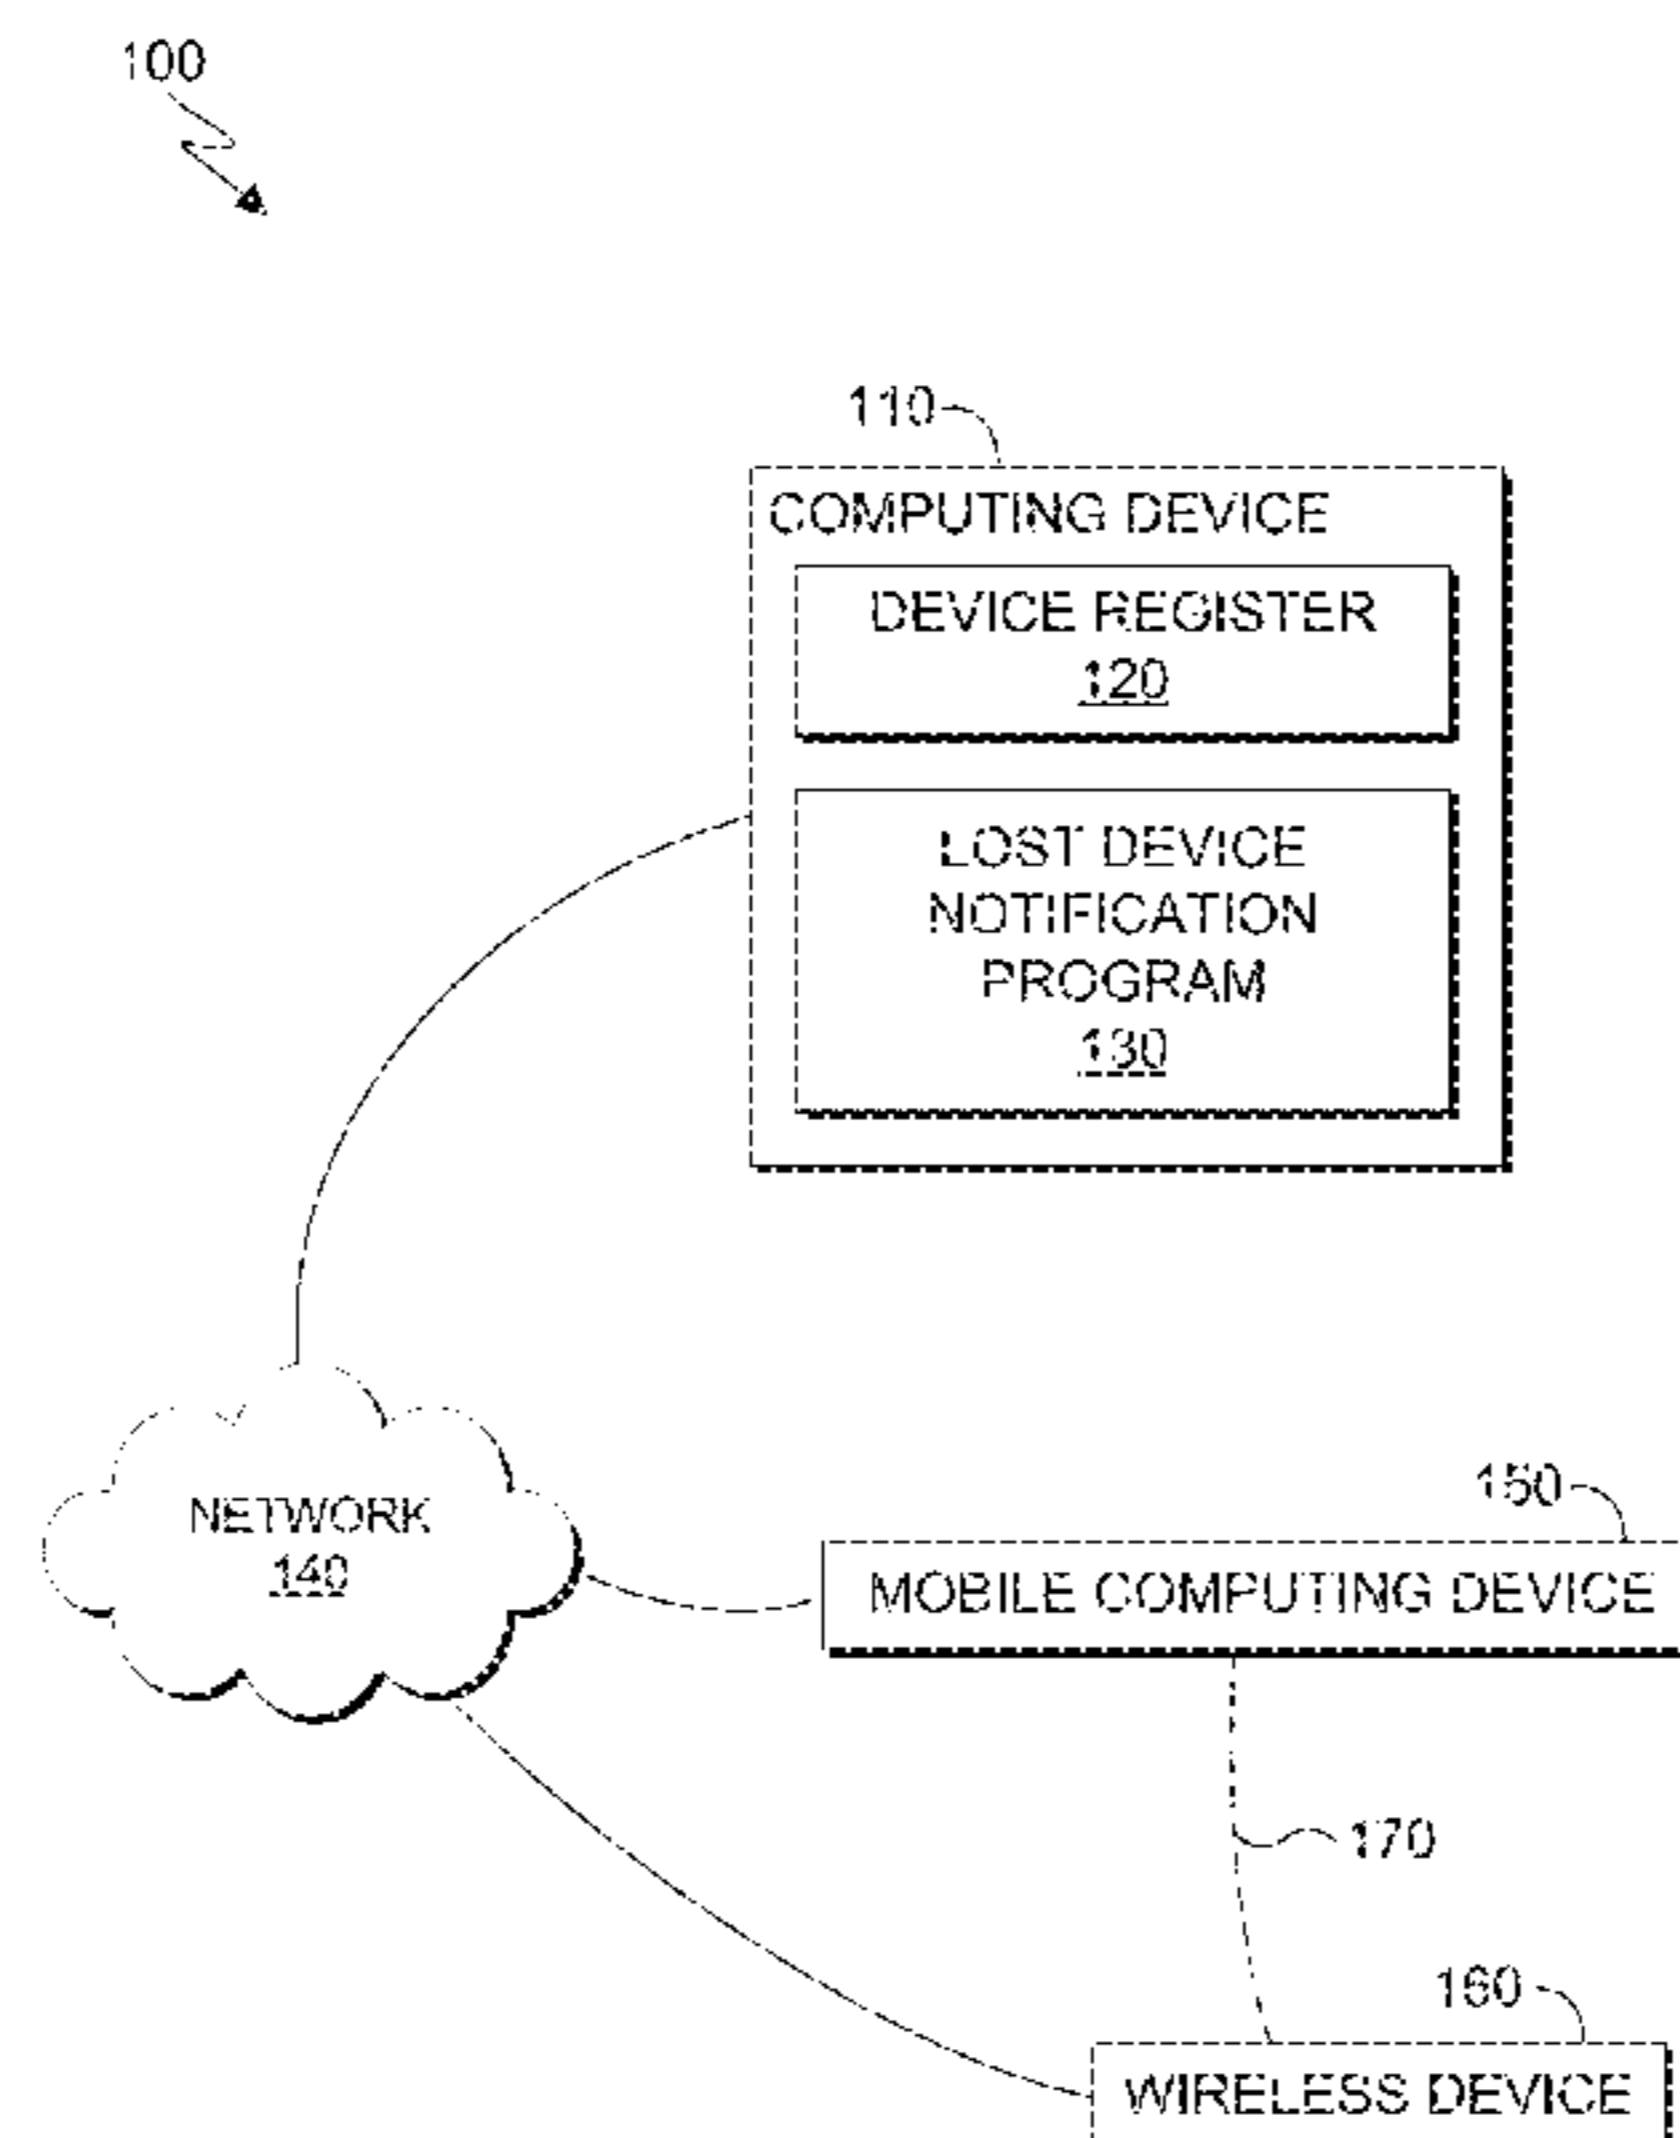 100
110
COMPUTING DEVICE
DEVICE REGISTER
120
LOST DEVICE
NOTIFICATION
PROGRAM
130
NETWORK
140
150
MOBILE COMPUTING DEVICE
170
160
WIRELESS DEVICE